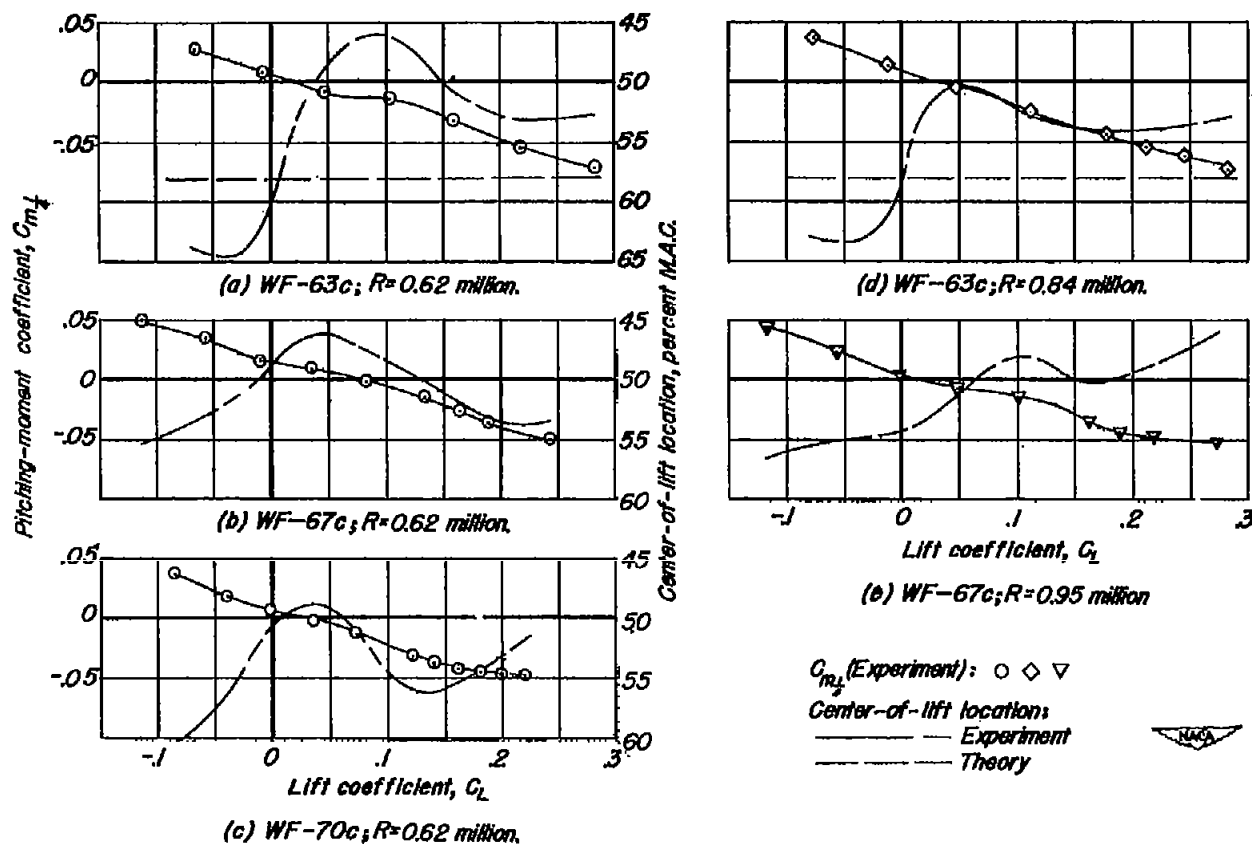 .05
0
-.05
45
50
55
60
65
(a) WF-63c; R=0.62 million.
.05
0
-.05
45
50
55
60
(b) WF-67c; R=0.62 million.
.05
0
-.05
45
50
55
60
-.1 0 .1 .2 .3
Lift coefficient, CL
(c) WF-70c; R=0.62 million.
Pitching-moment coefficient, Cm¼
Center-of-lift location, percent M.A.C.
(d) WF-63c; R=0.84 million.
-.1 0 .1 .2 .3
Lift coefficient, CL
(e) WF-67c; R=0.95 million
Cm¼ (Experiment): ○ ◇ ▽
Center-of-lift location:
Experiment
Theory
NACA